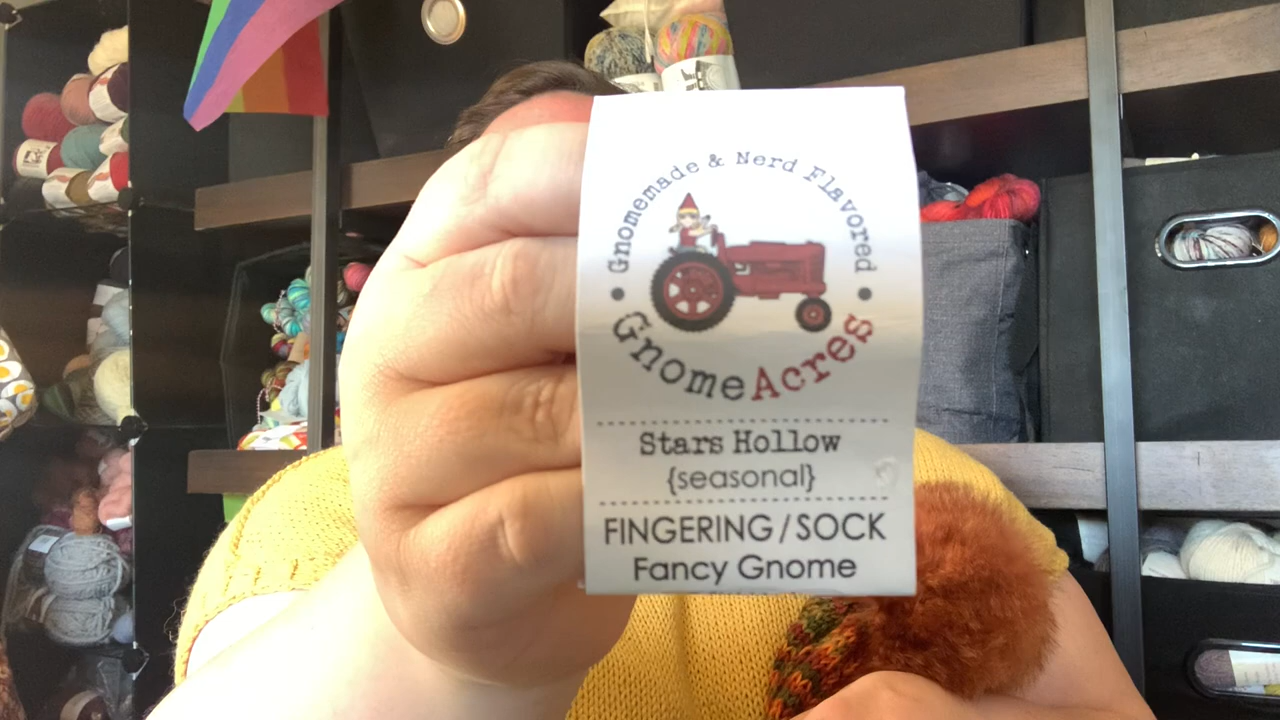 Gnomemade & Nerd Flavored
GnomeAcres
Stars Hollow
{seasonal}
FINGERING/SOCK
Fancy Gnome